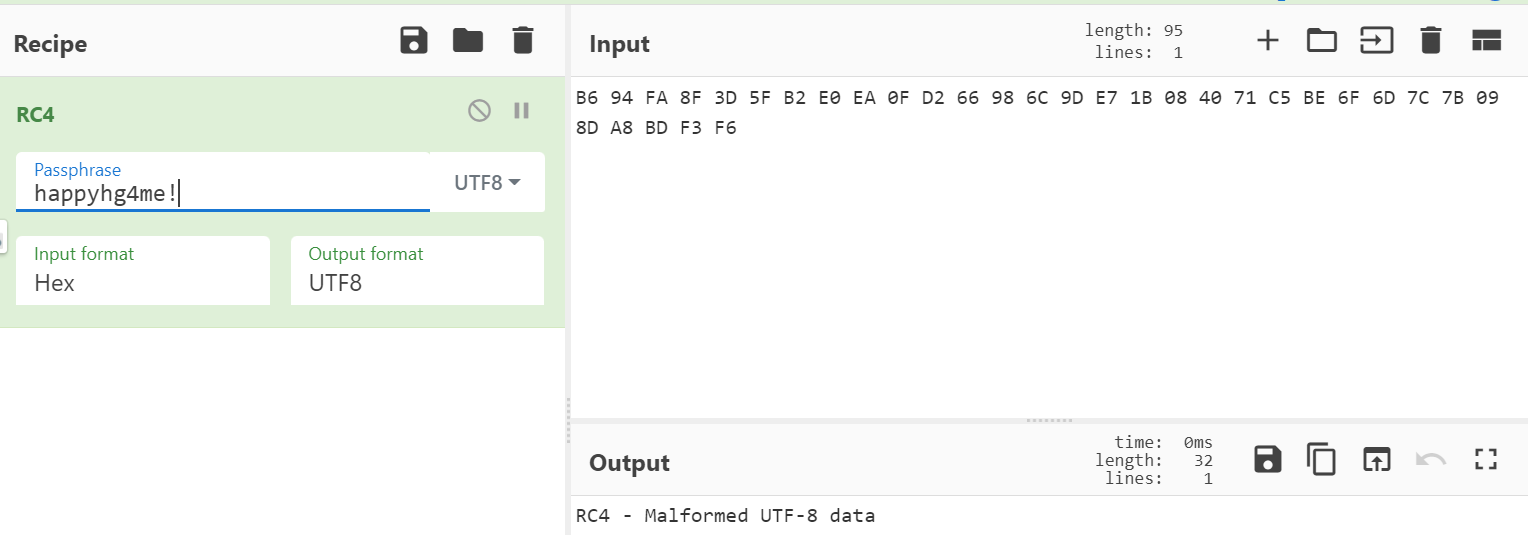 Recipe
RC4
Passphrase
happyhg4me!
UTF8
Input format
Hex
Output format
UTF8
Input
length: 95
lines: 1
B6 94 FA 8F 3D 5F B2 E0 EA 0F D2 66 98 6C 9D E7 1B 08 40 71 C5 BE 6F 6D 7C 7B 09
8D A8 BD F3 F6
Output
time: 0ms
length: 32
lines: 1
RC4 - Malformed UTF-8 data